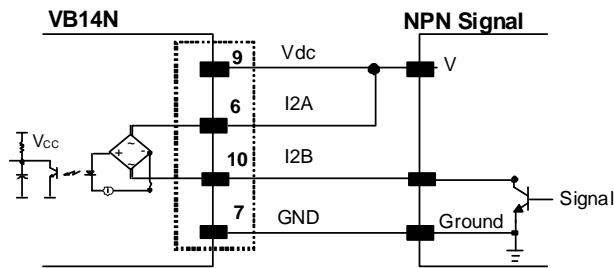 VB14N
NPN Signal
9
Vdc
V
6
I2A
VCC
+ ~ - ~
10
I2B
Signal
7
GND
Ground